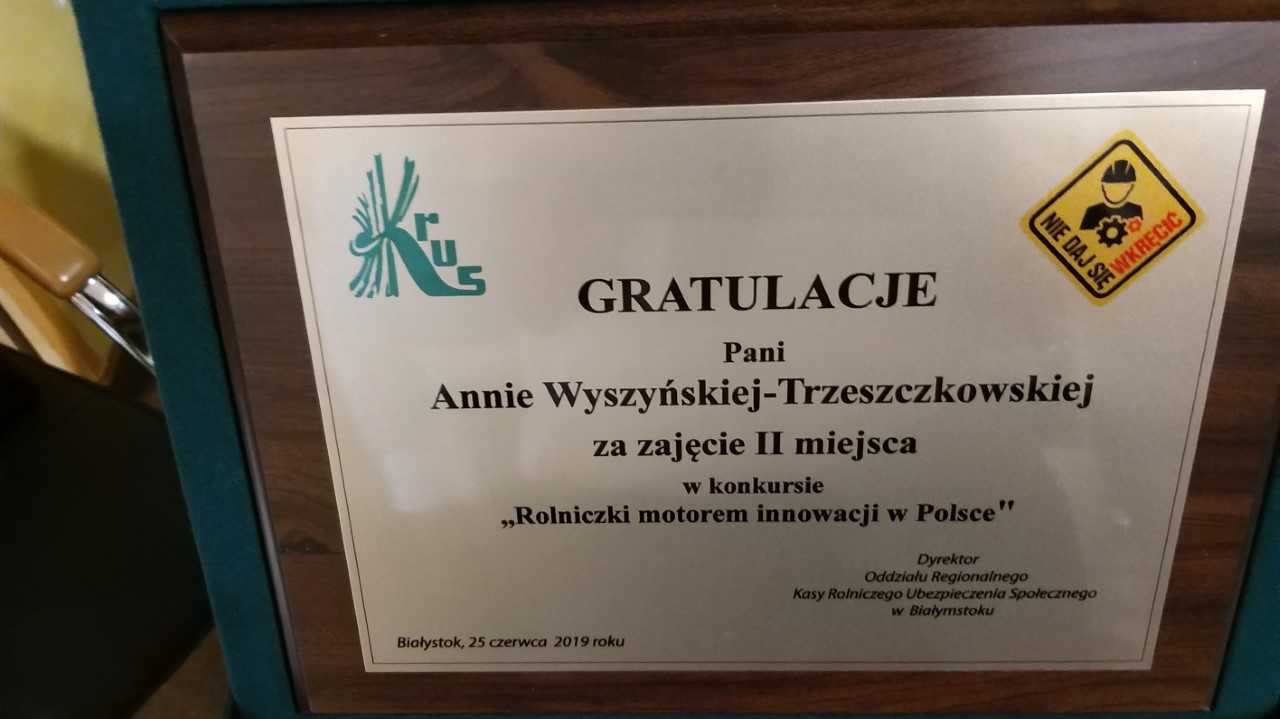 Krus
NIE DAJ SIĘ
WKRĘCIĆ
GRATULACJE
Pani
Annie Wyszyńskiej-Trzeszczkowskiej
za zajęcie II miejsca
w konkursie
„Rolniczki motorem innowacji w Polsce"
Dyrektor
Oddziału Regionalnego
Kasy Rolniczego Ubezpieczenia Społecznego
w Białymstoku
Białystok, 25 czerwca 2019 roku